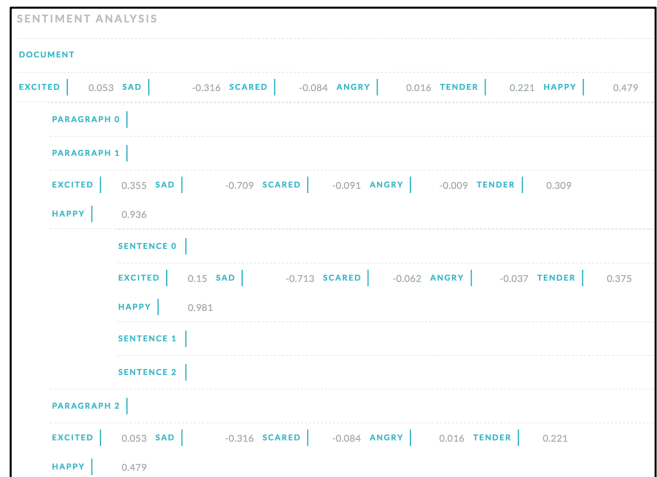 SENTIMENT ANALYSIS
DOCUMENT
EXCITED 0.053 SAD -0.316 SCARED -0.084 ANGRY 0.016 TENDER 0.221 HAPPY 0.479
PARAGRAPH 0
PARAGRAPH 1
EXCITED 0.355 SAD -0.709 SCARED -0.091 ANGRY -0.009 TENDER 0.309
HAPPY 0.936
SENTENCE 0
EXCITED 0.15 SAD -0.713 SCARED -0.062 ANGRY -0.037 TENDER 0.375
HAPPY 0.981
SENTENCE 1
SENTENCE 2
PARAGRAPH 2
EXCITED 0.053 SAD -0.316 SCARED -0.084 ANGRY 0.016 TENDER 0.221
HAPPY 0.479